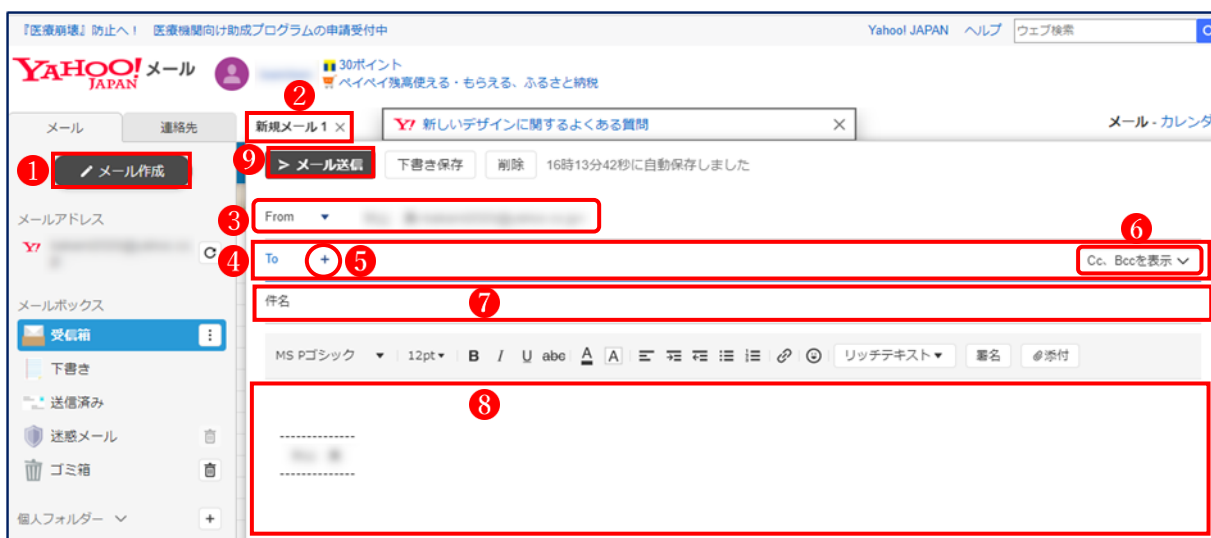 『医療崩壊』防止へ! 医療機関向け助成プログラムの申請受付中
Yahoo! JAPAN ヘルプ ウェブ検索
YAHOO! JAPAN メール
30ポイント
ペイペイ残高使える・もらえる、ふるさと納税
❷
メール 連絡先 新規メール1 × Y! 新しいデザインに関するよくある質問 × メール - カレンダ
❶ メール作成
❾ > メール送信 下書き保存 削除 16時13分42秒に自動保存しました
メールアドレス
❸ From ▼
Y!
❹ To + ❺
❻ Cc、Bccを表示
メールボックス
件名 ❼
受信箱
MS Pゴシック ▼ 12pt▼ B I U abc A A リッチテキスト▼ 署名 添付
下書き
送信済み
迷惑メール
ゴミ箱
個人フォルダー +
❽
--------------
--------------